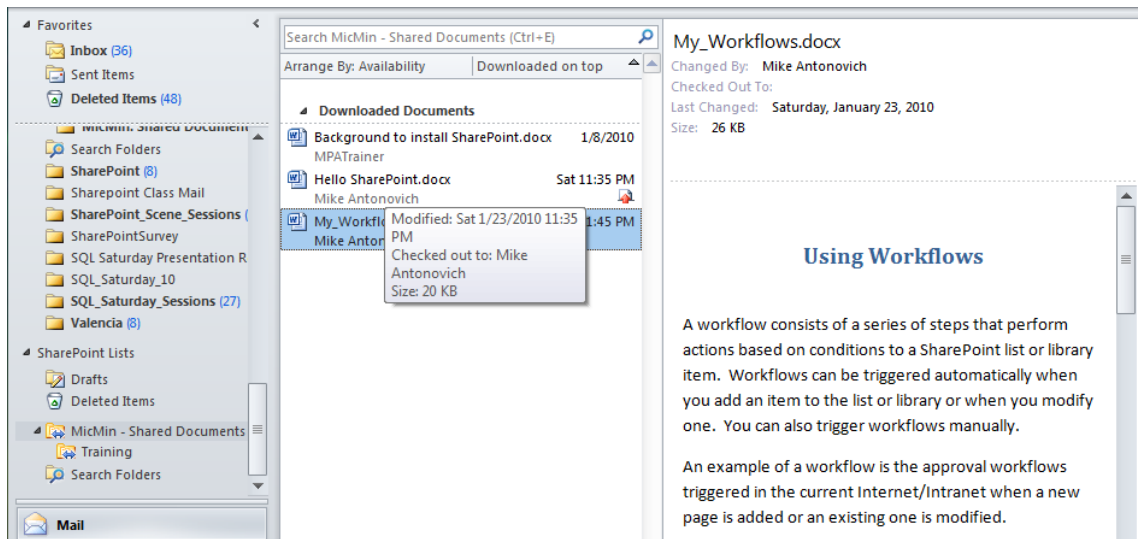 Favorites
Inbox (36)
Sent Items
Deleted Items (48)
MicMin: Shared Document
Search Folders
SharePoint (8)
Sharepoint Class Mail
SharePoint_Scene_Sessions (
SharePointSurvey
SQL Saturday Presentation R
SQL_Saturday_10
SQL_Saturday_Sessions (27)
Valencia (8)
SharePoint Lists
Drafts
Deleted Items
MicMin - Shared Documents
Training
Search Folders
Mail
Search MicMin - Shared Documents (Ctrl+E)
Arrange By: Availability Downloaded on top
Downloaded Documents
Background to install SharePoint.docx 1/8/2010
MPATrainer
Hello SharePoint.docx Sat 11:35 PM
Mike Antonovich
My_Workfl 1:45 PM
Mike Anton
Modified: Sat 1/23/2010 11:35
PM
Checked out to: Mike
Antonovich
Size: 20 KB
My_Workflows.docx
Changed By: Mike Antonovich
Checked Out To:
Last Changed: Saturday, January 23, 2010
Size: 26 KB
Using Workflows
A workflow consists of a series of steps that perform
actions based on conditions to a SharePoint list or library
item. Workflows can be triggered automatically when
you add an item to the list or library or when you modify
one. You can also trigger workflows manually.
An example of a workflow is the approval workflows
triggered in the current Internet/Intranet when a new
page is added or an existing one is modified.